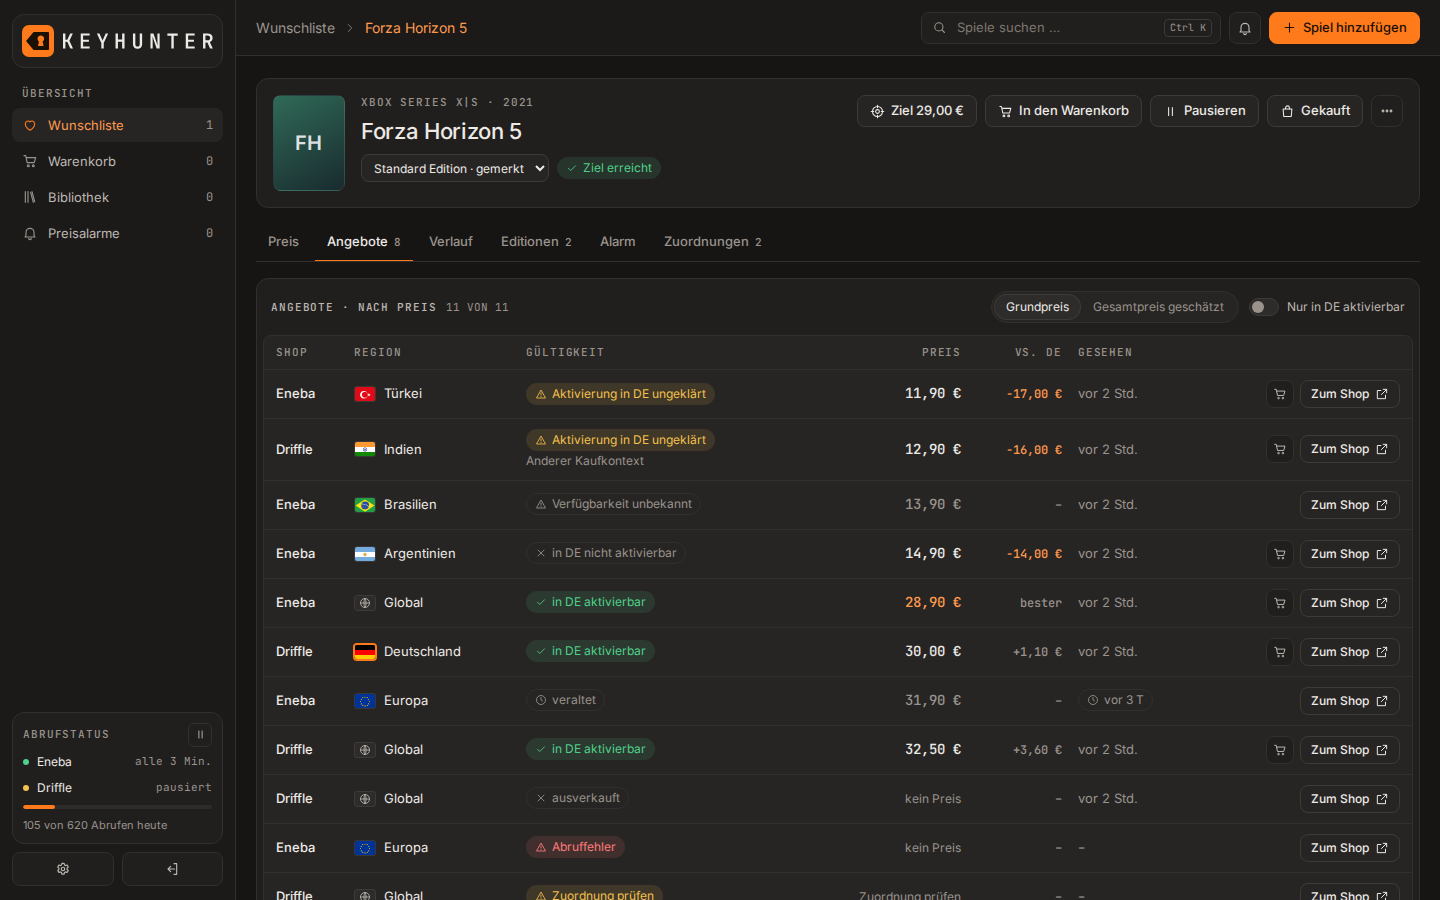 KEYHUNTER
Wunschliste > Forza Horizon 5
Spiele suchen ...
Ctrl K
Spiel hinzufügen
ÜBERSICHT
Wunschliste 1
Warenkorb 0
Bibliothek 0
Preisalarme 0
FH
XBOX SERIES X|S · 2021
Forza Horizon 5
Standard Edition · gemerkt
Ziel erreicht
Ziel 29,00 €
In den Warenkorb
Pausieren
Gekauft
Preis
Angebote 8
Verlauf
Editionen 2
Alarm
Zuordnungen 2
ANGEBOTE · NACH PREIS 11 VON 11
Grundpreis
Gesamtpreis geschätzt
Nur in DE aktivierbar
SHOP REGION GÜLTIGKEIT PREIS VS. DE GESEHEN
Eneba Türkei Aktivierung in DE ungeklärt 11,90 € -17,00 € vor 2 Std. Zum Shop
Driffle Indien Aktivierung in DE ungeklärt 12,90 € -16,00 € vor 2 Std. Zum Shop
Anderer Kaufkontext
Eneba Brasilien Verfügbarkeit unbekannt 13,90 € – vor 2 Std. Zum Shop
Eneba Argentinien in DE nicht aktivierbar 14,90 € -14,00 € vor 2 Std. Zum Shop
Eneba Global in DE aktivierbar 28,90 € bester vor 2 Std. Zum Shop
Driffle Deutschland in DE aktivierbar 30,00 € +1,10 € vor 2 Std. Zum Shop
Eneba Europa veraltet 31,90 € – vor 3 T Zum Shop
Driffle Global in DE aktivierbar 32,50 € +3,60 € vor 2 Std. Zum Shop
Driffle Global ausverkauft kein Preis – vor 2 Std. Zum Shop
Eneba Europa Abruffehler kein Preis – – Zum Shop
Driffle Global Zuordnung prüfen Zuordnung prüfen – – Zum Shop
ABRUFSTATUS
Eneba alle 3 Min.
Driffle pausiert
105 von 620 Abrufen heute